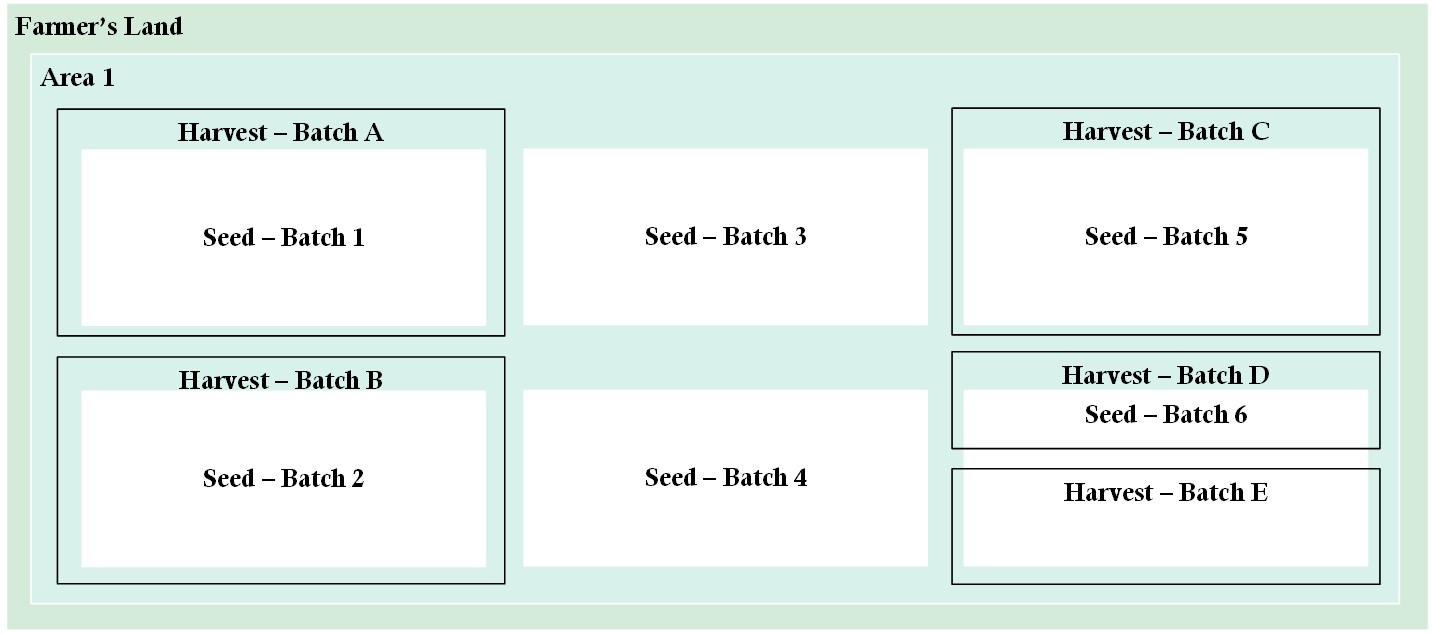 Farmer’s Land
Area 1
Harvest – Batch A
Seed – Batch 1
Seed – Batch 3
Harvest – Batch C
Seed – Batch 5
Harvest – Batch B
Seed – Batch 2
Seed – Batch 4
Harvest – Batch D
Seed – Batch 6
Harvest – Batch E